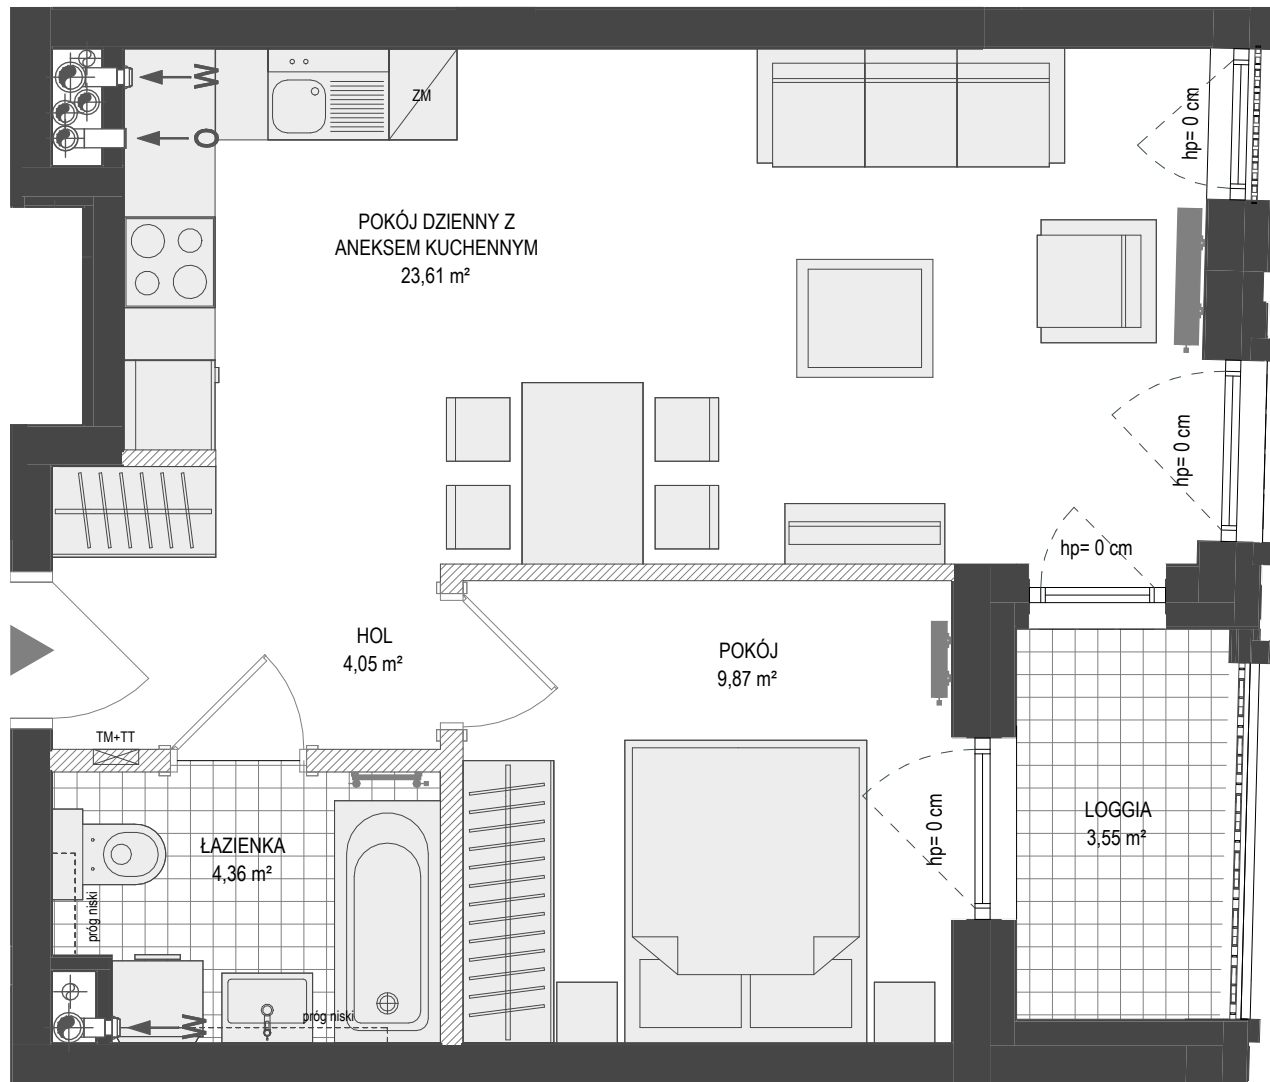 W
O
ZM
hp= 0 cm
POKÓJ DZIENNY Z
ANEKSEM KUCHENNYM
23,61 m²
hp= 0 cm
hp= 0 cm
HOL
4,05 m²
POKÓJ
9,87 m²
TM+TT
ŁAZIENKA
4,36 m²
hp= 0 cm
LOGGIA
3,55 m²
próg niski
próg niski
W